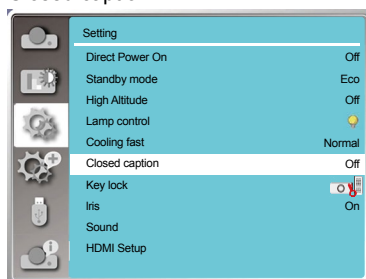 Setting
Direct Power On Off
Standby mode Eco
High Altitude Off
Lamp control
Cooling fast Normal
Closed caption Off
Key lock
Iris On
Sound
HDMI Setup